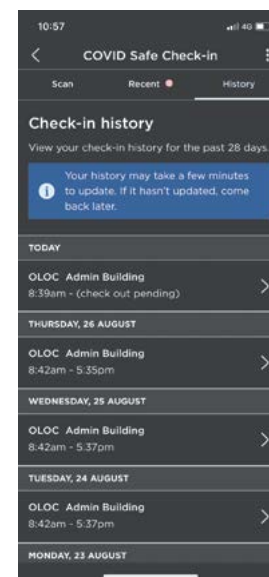 10:57
4G
COVID Safe Check-in
Scan Recent History
Check-in history
View your check-in history for the past 28 days.
Your history may take a few minutes
to update. If it hasn't updated, come
back later.
TODAY
OLOC Admin Building
8:39am - (check out pending)
THURSDAY, 26 AUGUST
OLOC Admin Building
8:42am - 5:35pm
WEDNESDAY, 25 AUGUST
OLOC Admin Building
8:42am - 5:37pm
TUESDAY, 24 AUGUST
OLOC Admin Building
8:42am - 5:37pm
MONDAY, 23 AUGUST